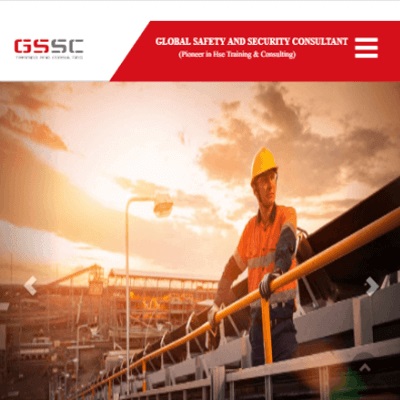 GSSC
GLOBAL SAFETY AND SECURITY CONSULTANT
(Pioneer in Hse Training & Consulting)